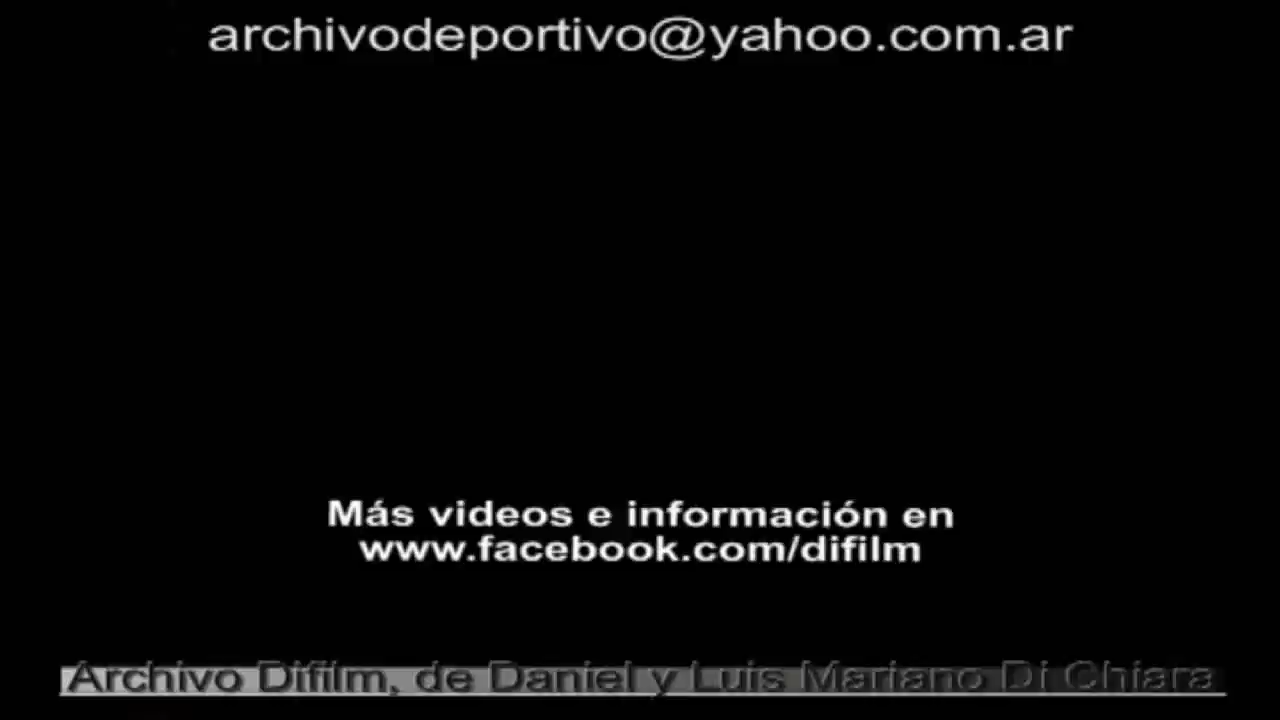 archivodeportivo@yahoo.com.ar
Más videos e información en
www.facebook.com/difilm
Archivo Difilm, de Daniel y Luis Mariano Di Chiara